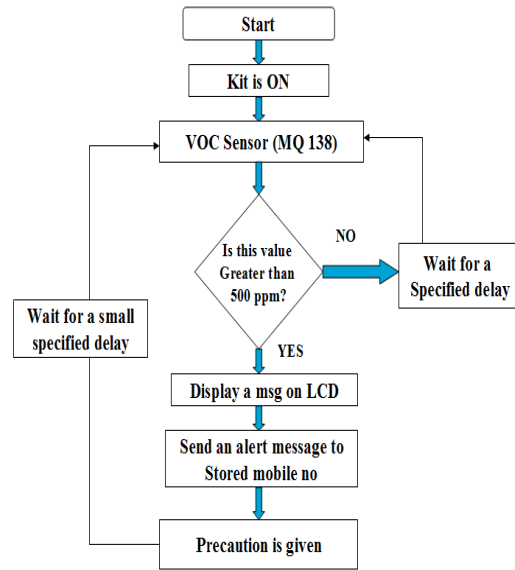 Start
Kit is ON
VOC Sensor (MQ 138)
Is this value
Greater than
500 ppm?
NO
Wait for a
Specified delay
Wait for a small
specified delay
YES
Display a msg on LCD
Send an alert message to
Stored mobile no
Precaution is given